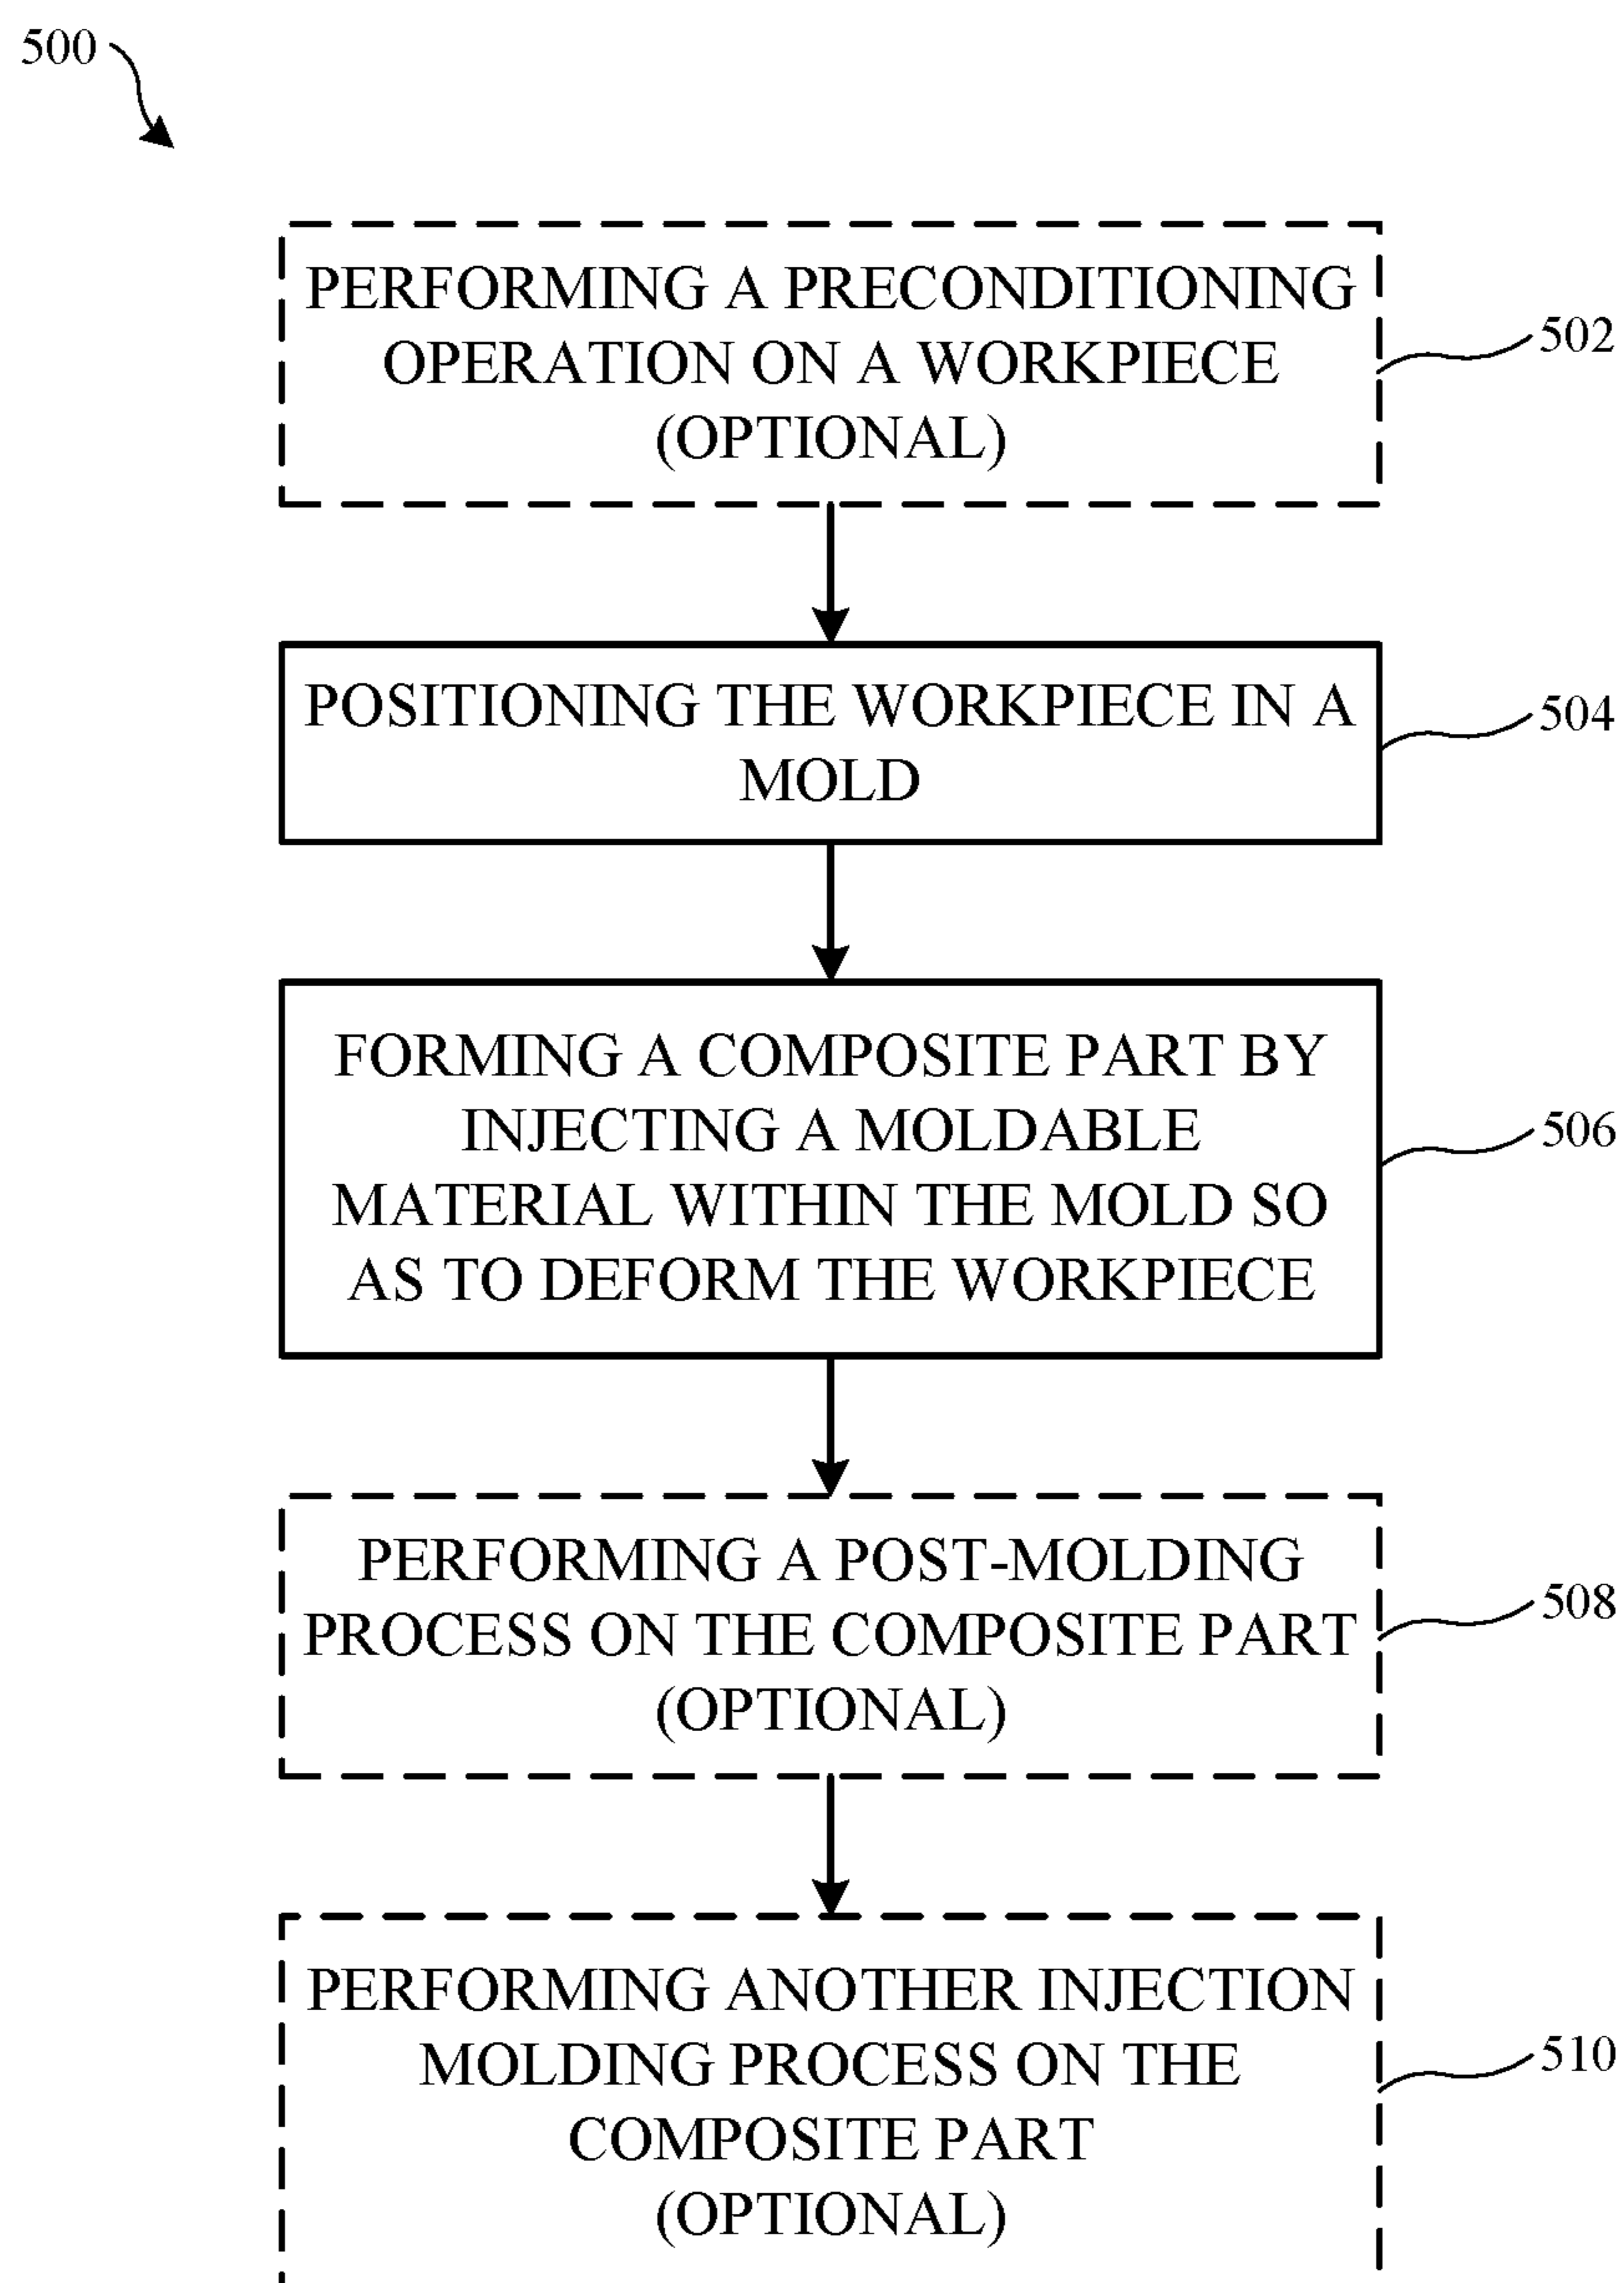 500
PERFORMING A PRECONDITIONING
OPERATION ON A WORKPIECE
(OPTIONAL)
502
POSITIONING THE WORKPIECE IN A
MOLD
504
FORMING A COMPOSITE PART BY
INJECTING A MOLDABLE
MATERIAL WITHIN THE MOLD SO
AS TO DEFORM THE WORKPIECE
506
PERFORMING A POST-MOLDING
PROCESS ON THE COMPOSITE PART
(OPTIONAL)
508
PERFORMING ANOTHER INJECTION
MOLDING PROCESS ON THE
COMPOSITE PART
(OPTIONAL)
510